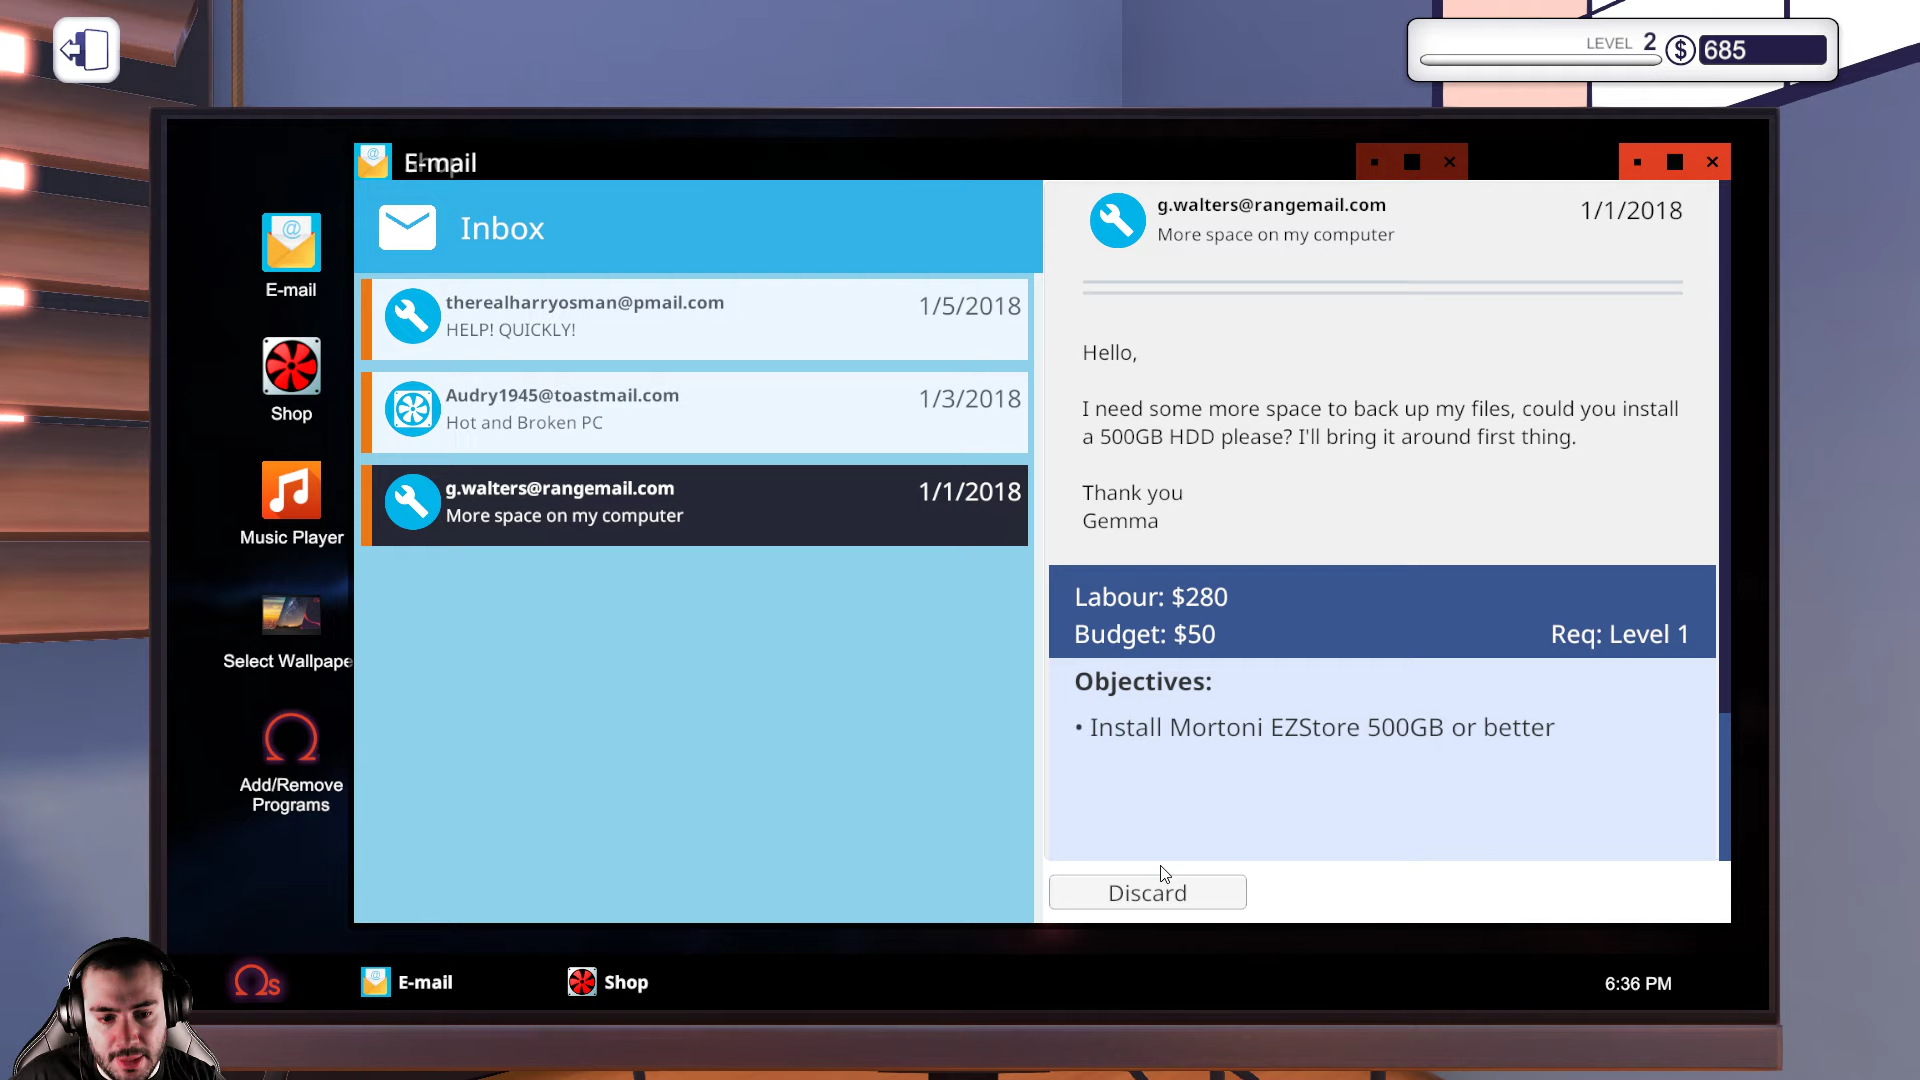 LEVEL 2 $ 685
E-mail
E-mail
Shop
Music Player
Select Wallpape
Add/Remove
Programs
Inbox
therealharryosman@pmail.com 1/5/2018
HELP! QUICKLY!
Audry1945@toastmail.com 1/3/2018
Hot and Broken PC
g.walters@rangemail.com 1/1/2018
More space on my computer
g.walters@rangemail.com 1/1/2018
More space on my computer
Hello,
I need some more space to back up my files, could you install
a 500GB HDD please? I'll bring it around first thing.
Thank you
Gemma
Labour: $280
Budget: $50 Req: Level 1
Objectives:
• Install Mortoni EZStore 500GB or better
Discard
Ωs E-mail Shop 6:36 PM